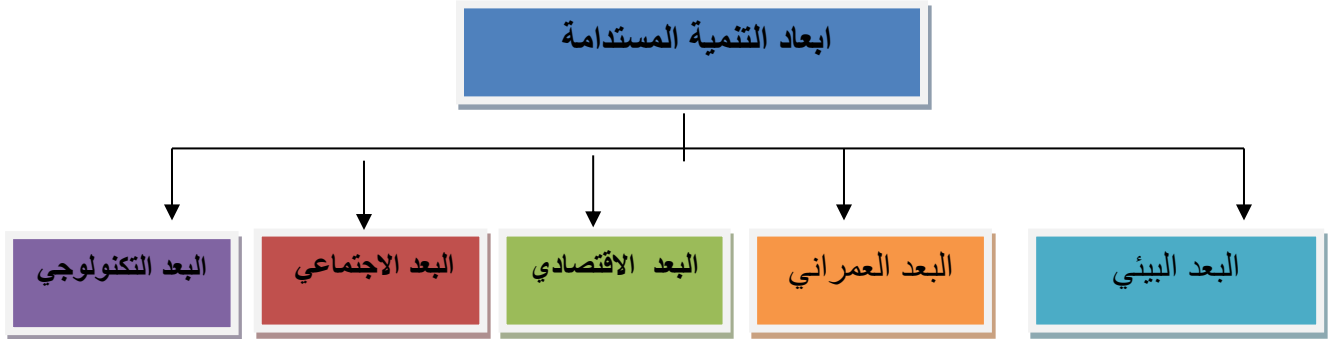 ابعاد التنمية المستدامة
البعد البيئي
البعد العمراني
البعد الاقتصادي
البعد الاجتماعي
البعد التكنولوجي